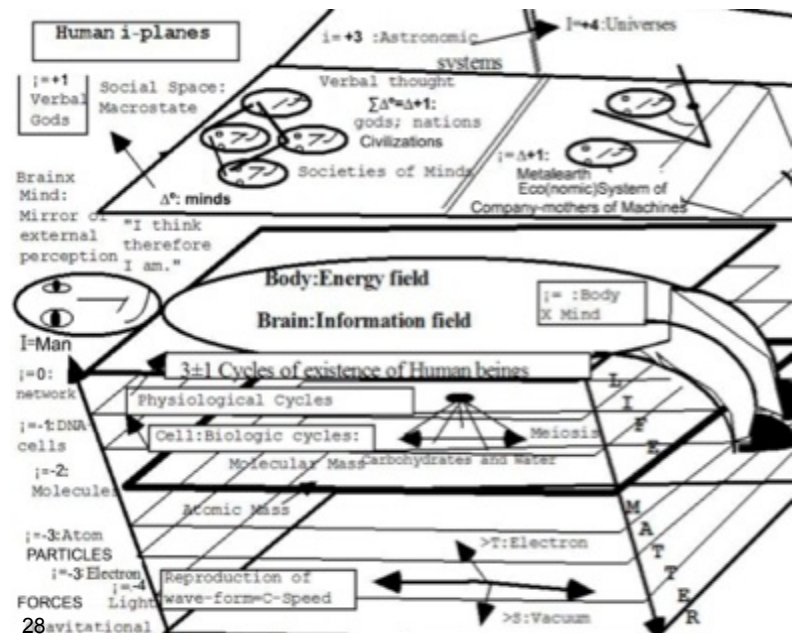 Human i-planes
i= +3 :Astronomic
systems
I=+4:Universes
¡=+1
Verbal
Gods
Social Space:
Macrostate
Verbal thought
∑∆º=∆+1:
gods; nations
Civilizations
Societies of Minds
¡=∆+1:
Metalearth
Eco(nomic)System of
Company-mothers of Machines
∆º: minds
Brainx
Mind:
Mirror of
external
perception
"I think
therefore
I am."
Body:Energy field
Brain:Information field
¡= :Body
X Mind
I=Man
3±1 Cycles of existence of Human beings
¡=0:
network
Physiological Cycles
¡=-1:DNA
cells
Cell:Biologic cycles:
Meiosis
Molecular Mass
Carbohydrates and Water
L
I
F
E
¡=-2:
Molecules
Atomic Mass
¡=-3:Atom
PARTICLES
>T:Electron
¡=-3:Electron
¡=-4
FORCES Light
Reproduction of
wave-form=C-Speed
>S:Vacuum
M
A
T
T
E
R
28